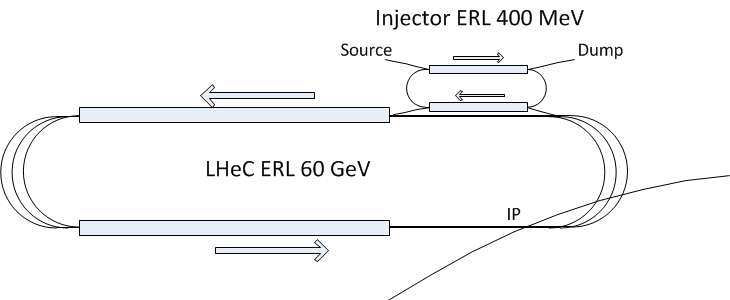 Injector ERL 400 MeV
Source
Dump
LHeC ERL 60 GeV
IP